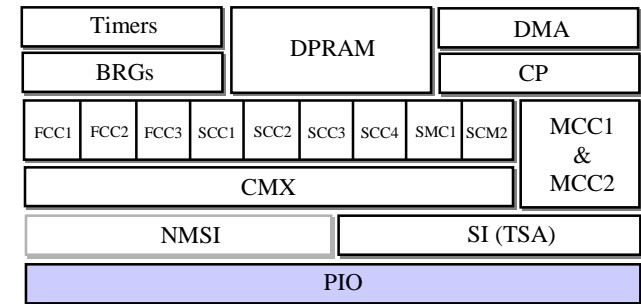 Timers
DPRAM
DMA
BRGs
CP
FCC1 FCC2 FCC3 SCC1 SCC2 SCC3 SCC4 SMC1 SCM2
MCC1
&
MCC2
CMX
NMSI
SI (TSA)
PIO